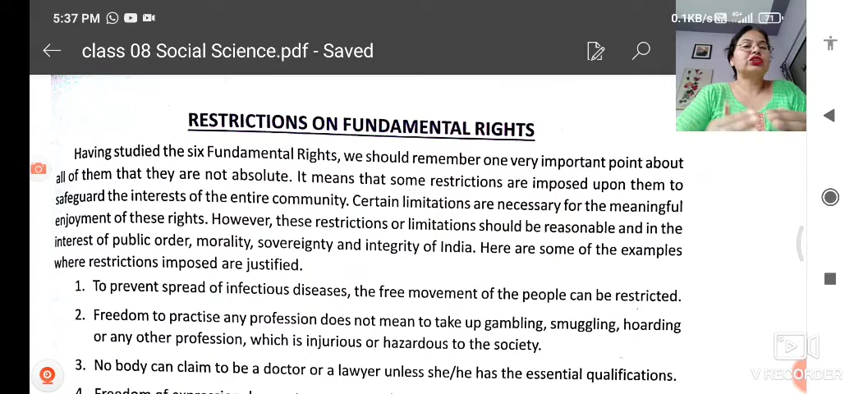 5:37 PM
0.1KB/s 4G+ 71
class 08 Social Science.pdf - Saved
RESTRICTIONS ON FUNDAMENTAL RIGHTS
Having studied the six Fundamental Rights, we should remember one very important point about
all of them that they are not absolute. It means that some restrictions are imposed upon them to
safeguard the interests of the entire community. Certain limitations are necessary for the meaningful
enjoyment of these rights. However, these restrictions or limitations should be reasonable and in the
interest of public order, morality, sovereignty and integrity of India. Here are some of the examples
where restrictions imposed are justified.
1. To prevent spread of infectious diseases, the free movement of the people can be restricted.
2. Freedom to practise any profession does not mean to take up gambling, smuggling, hoarding
or any other profession, which is injurious or hazardous to the society.
3. No body can claim to be a doctor or a lawyer unless she/he has the essential qualifications.
4. Freedom of expression
V RECORDER